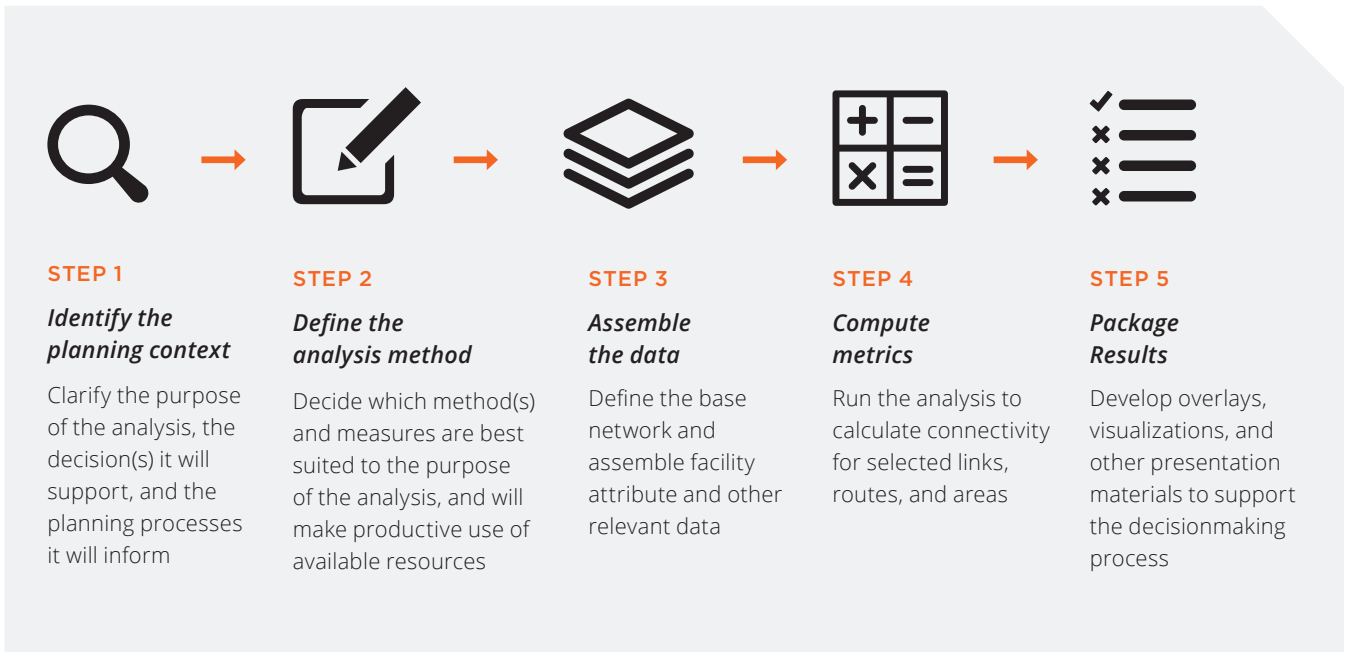 STEP 1
Identify the
planning context
Clarify the purpose
of the analysis, the
decision(s) it will
support, and the
planning processes
it will inform
STEP 2
Define the
analysis method
Decide which method(s)
and measures are best
suited to the purpose
of the analysis, and will
make productive use of
available resources
STEP 3
Assemble
the data
Define the base
network and
assemble facility
attribute and other
relevant data
STEP 4
Compute
metrics
Run the analysis to
calculate connectivity
for selected links,
routes, and areas
STEP 5
Package
Results
Develop overlays,
visualizations, and
other presentation
materials to support
the decisionmaking
process